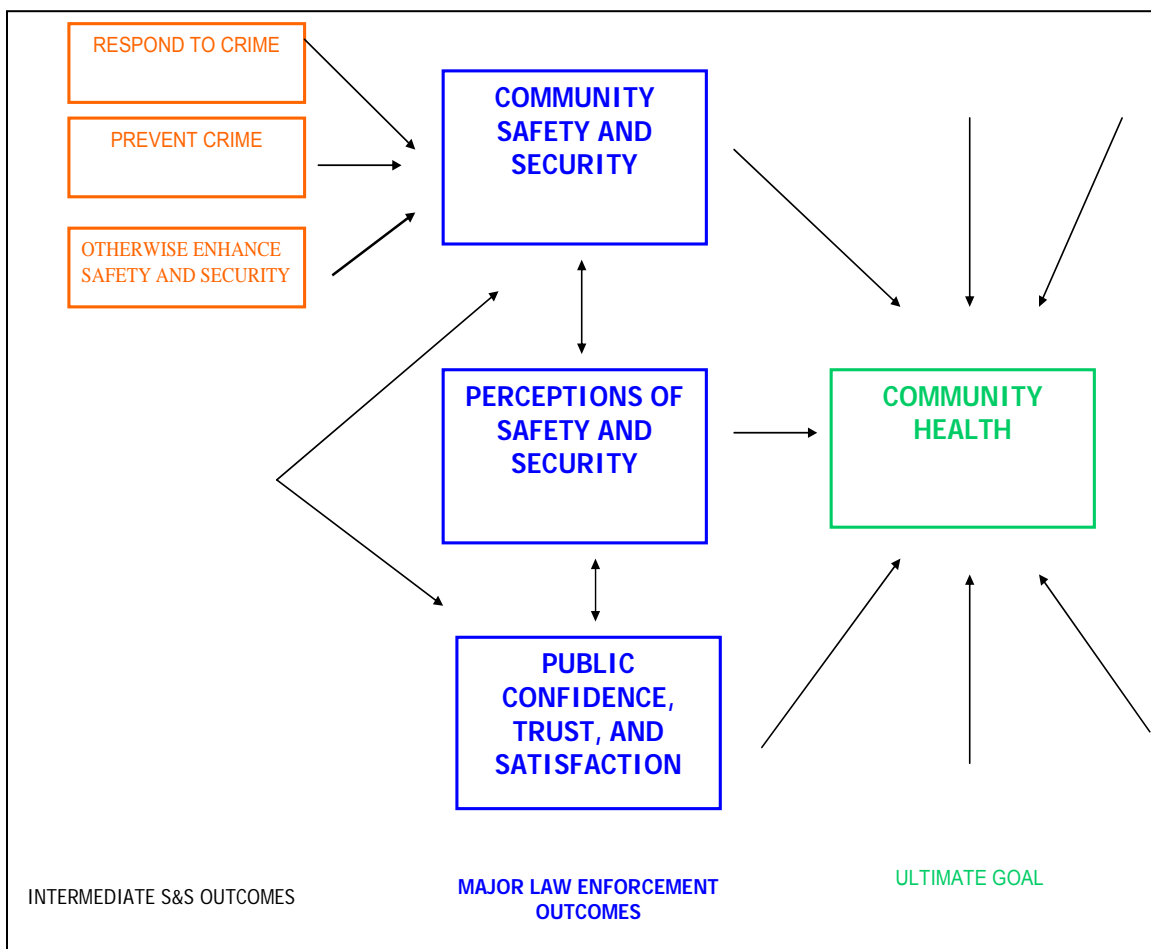 RESPOND TO CRIME
PREVENT CRIME
OTHERWISE ENHANCE
SAFETY AND SECURITY
COMMUNITY
SAFETY AND
SECURITY
PERCEPTIONS OF
SAFETY AND
SECURITY
PUBLIC
CONFIDENCE,
TRUST, AND
SATISFACTION
COMMUNITY
HEALTH
INTERMEDIATE S&S OUTCOMES
MAJOR LAW ENFORCEMENT
OUTCOMES
ULTIMATE GOAL